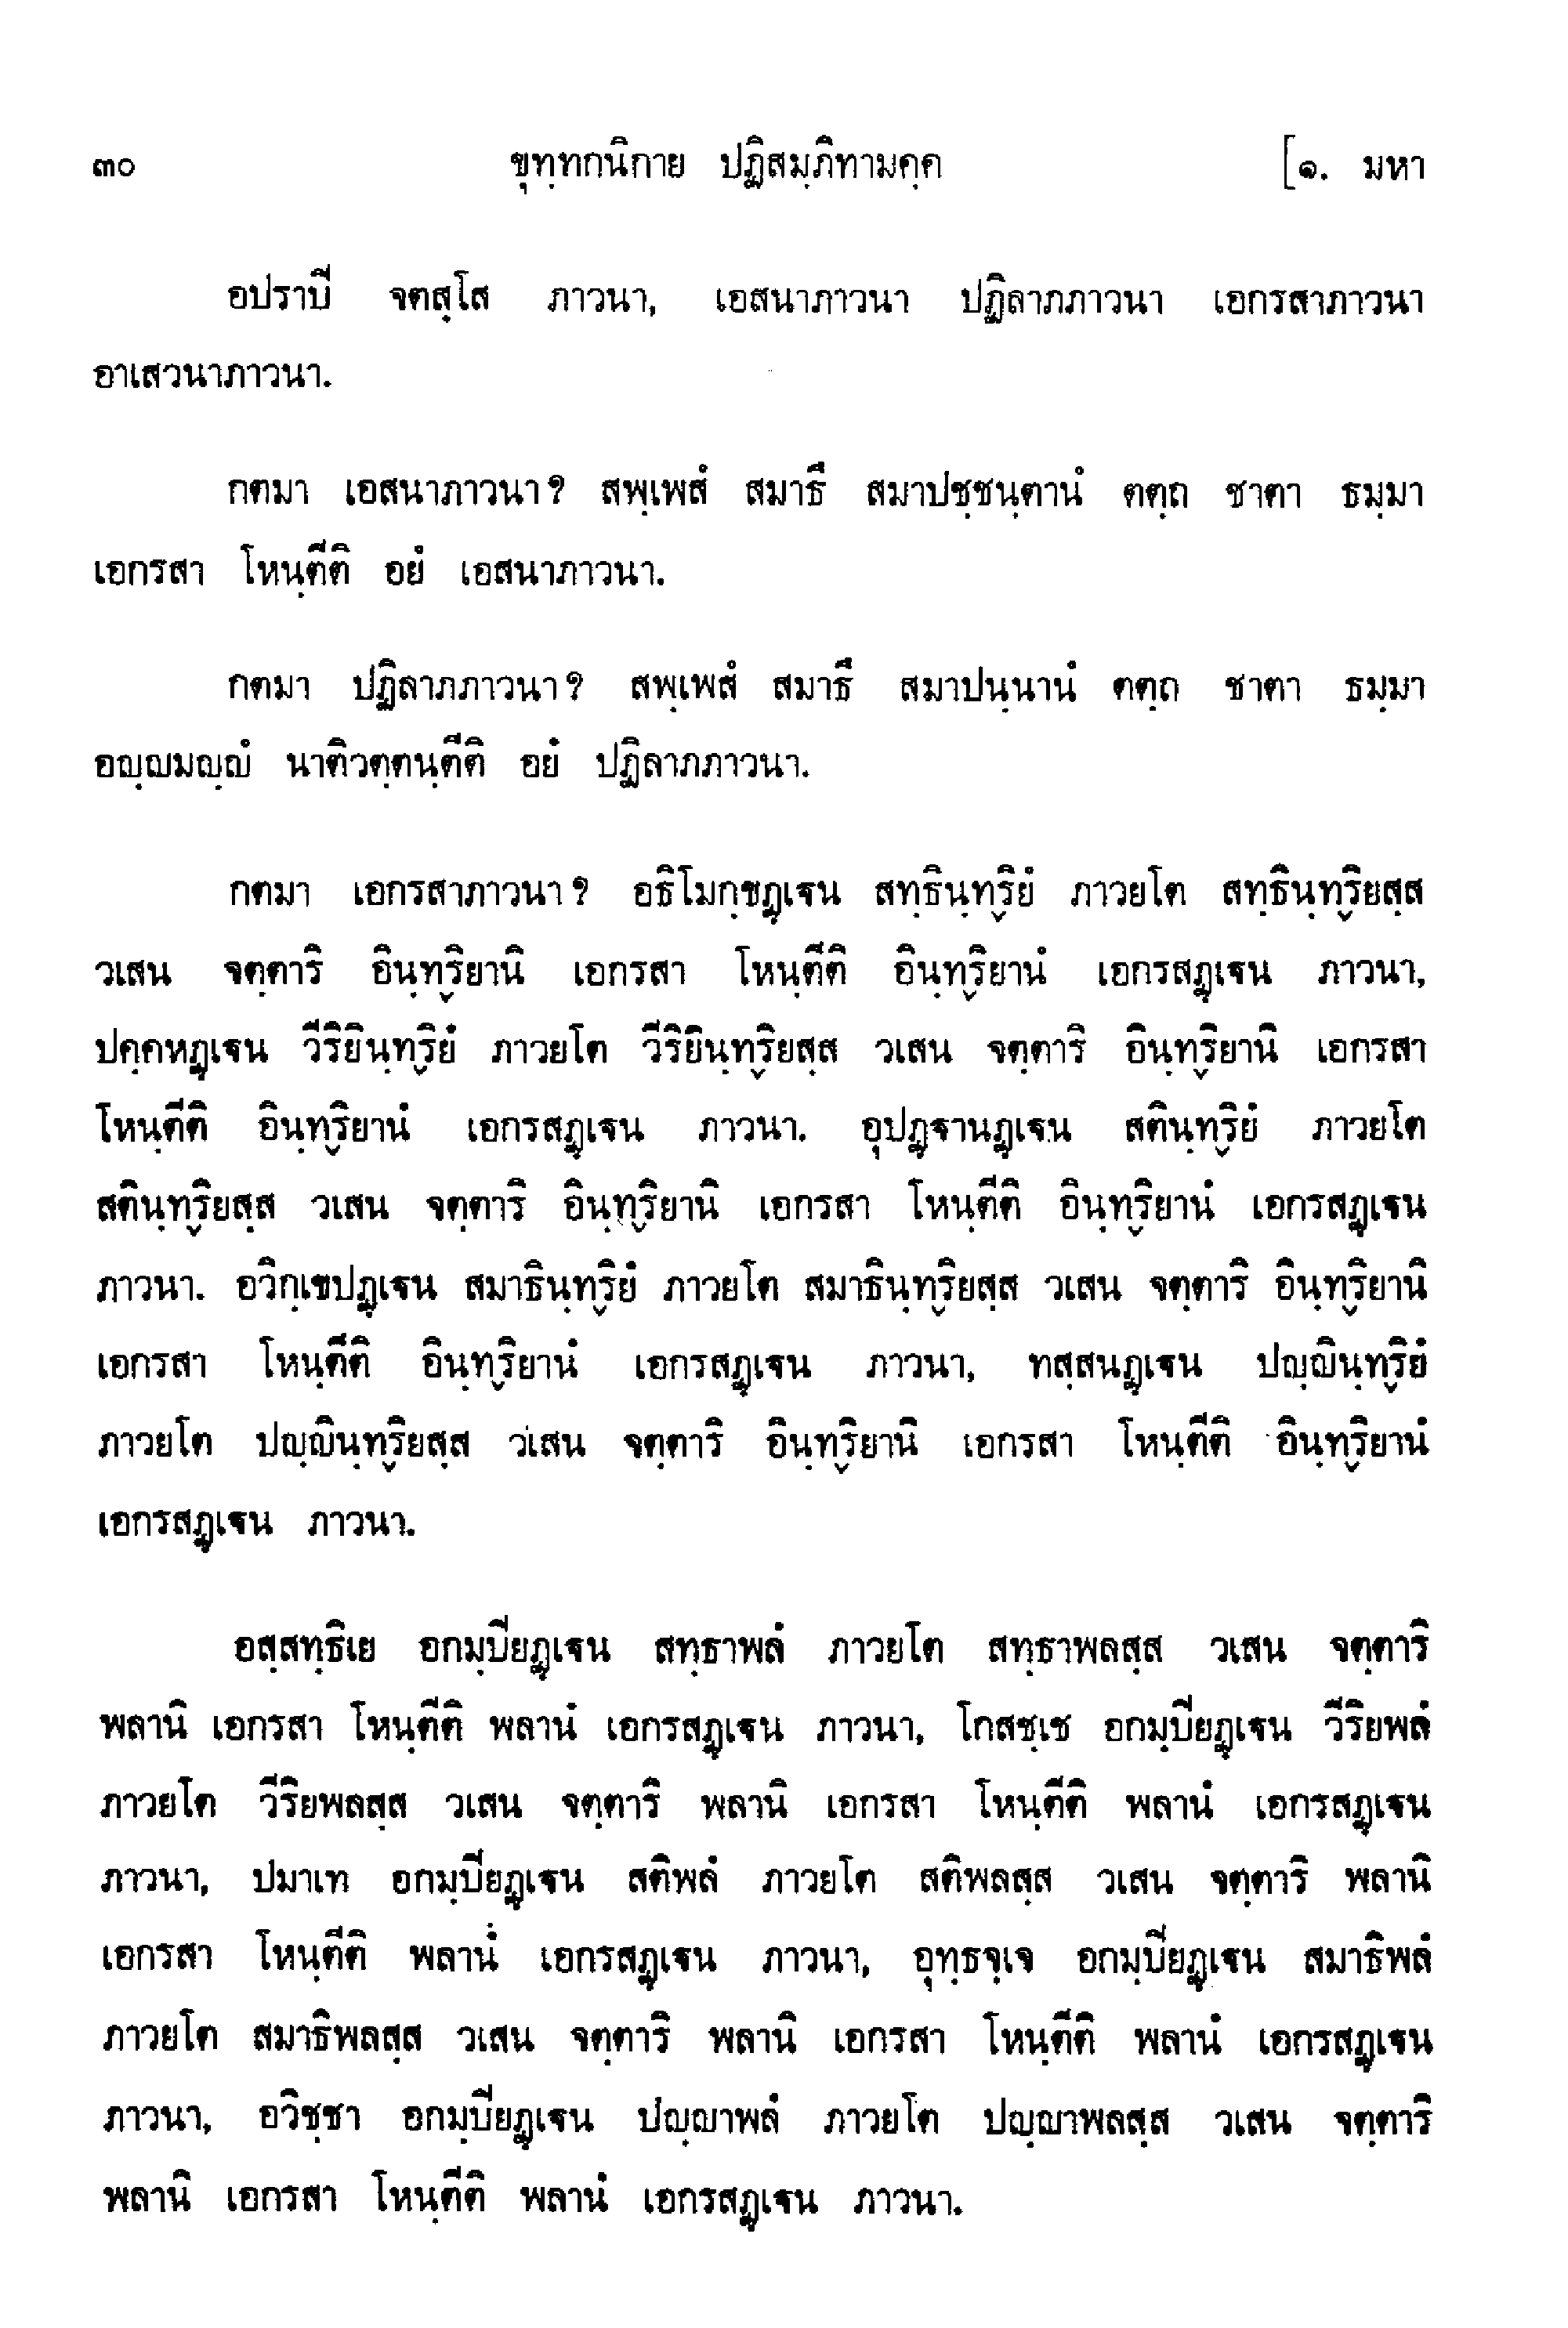 ๓๐ ขุทฺทกนิกาย ปฏิสมฺภิทามคฺค [๑. มหา
อปราปี จตสฺโส ภาวนา, เอสนาภาวนา ปฏิลาภภาวนา เอกรสาภาวนา
อาเสวนาภาวนา.
กตมา เอสนาภาวนา? สพฺเพสํ สมาธึ สมาปชฺชนฺตานํ ตตฺถ ชาตา ธมฺมา
เอกรสา โหนฺตีติ อยํ เอสนาภาวนา.
กตมา ปฏิลาภภาวนา? สพฺเพสํ สมาธึ สมาปนฺนานํ ตตฺถ ชาตา ธมฺมา
อญฺญมญฺญํ นาติวตฺตนฺตีติ อยํ ปฏิลาภภาวนา.
กตมา เอกรสาภาวนา? อธิโมกฺขฏฺเฐน สทฺธินฺทฺริยํ ภาวยโต สทฺธินฺทฺริยสฺส
วเสน จตฺตาริ อินฺทฺริยานิ เอกรสา โหนฺตีติ อินฺทฺริยานํ เอกรสฏฺเฐน ภาวนา,
ปคฺคหฏฺเฐน วีริยินฺทฺริยํ ภาวยโต วีริยินฺทฺริยสฺส วเสน จตฺตาริ อินฺทฺริยานิ เอกรสา
โหนฺตีติ อินฺทฺริยานํ เอกรสฏฺเฐน ภาวนา. อุปฏฺฐานฏฺเฐน สตินฺทฺริยํ ภาวยโต
สตินฺทฺริยสฺส วเสน จตฺตาริ อินฺทฺริยานิ เอกรสา โหนฺตีติ อินฺทฺริยานํ เอกรสฏฺเฐน
ภาวนา. อวิกฺเขปฏฺเฐน สมาธินฺทฺริยํ ภาวยโต สมาธินฺทฺริยสฺส วเสน จตฺตาริ อินฺทฺริยานิ
เอกรสา โหนฺตีติ อินฺทฺริยานํ เอกรสฏฺเฐน ภาวนา, ทสฺสนฏฺเฐน ปญฺญินฺทฺริยํ
ภาวยโต ปญฺญินฺทฺริยสฺส วเสน จตฺตาริ อินฺทฺริยานิ เอกรสา โหนฺตีติ อินฺทฺริยานํ
เอกรสฏฺเฐน ภาวนา.
อสฺสทฺธิเย อกมฺปียฏฺเฐน สทฺธาพลํ ภาวยโต สทฺธาพลสฺส วเสน จตฺตาริ
พลานิ เอกรสา โหนฺตีติ พลานํ เอกรสฏฺเฐน ภาวนา, โกสชฺเช อกมฺปียฏฺเฐน วีริยพลํ
ภาวยโต วีริยพลสฺส วเสน จตฺตาริ พลานิ เอกรสา โหนฺตีติ พลานํ เอกรสฏฺเฐน
ภาวนา, ปมาเท อกมฺปียฏฺเฐน สติพลํ ภาวยโต สติพลสฺส วเสน จตฺตาริ พลานิ
เอกรสา โหนฺตีติ พลานํ เอกรสฏฺเฐน ภาวนา, อุทฺธจฺเจ อกมฺปียฏฺเฐน สมาธิพลํ
ภาวยโต สมาธิพลสฺส วเสน จตฺตาริ พลานิ เอกรสา โหนฺตีติ พลานํ เอกรสฏฺเฐน
ภาวนา, อวิชฺชา อกมฺปียฏฺเฐน ปญฺญาพลํ ภาวยโต ปญฺญาพลสฺส วเสน จตฺตาริ
พลานิ เอกรสา โหนฺตีติ พลานํ เอกรสฏฺเฐน ภาวนา.